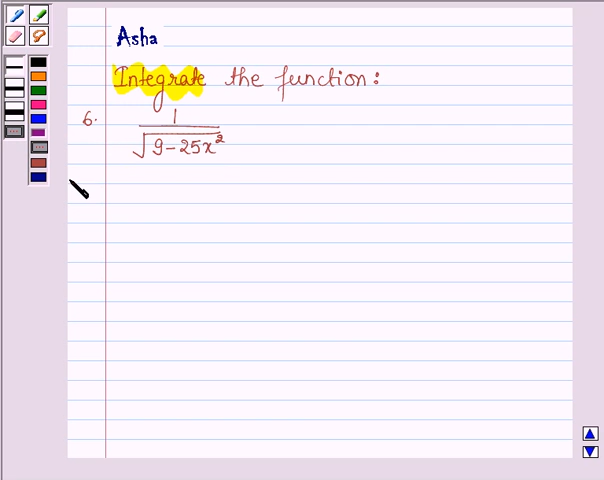 Asha
Integrate the function:
6. 1
√9-25x²